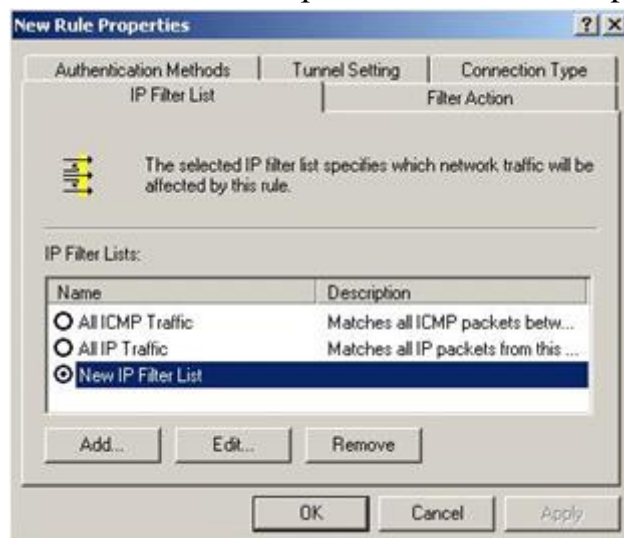 New Rule Properties
Authentication Methods
Tunnel Setting
Connection Type
IP Filter List
Filter Action
The selected IP filter list specifies which network traffic will be
affected by this rule.
IP Filter Lists:
Name Description
All ICMP Traffic Matches all ICMP packets betw...
All IP Traffic Matches all IP packets from this ...
New IP Filter List
Add... Edit... Remove
OK Cancel Apply